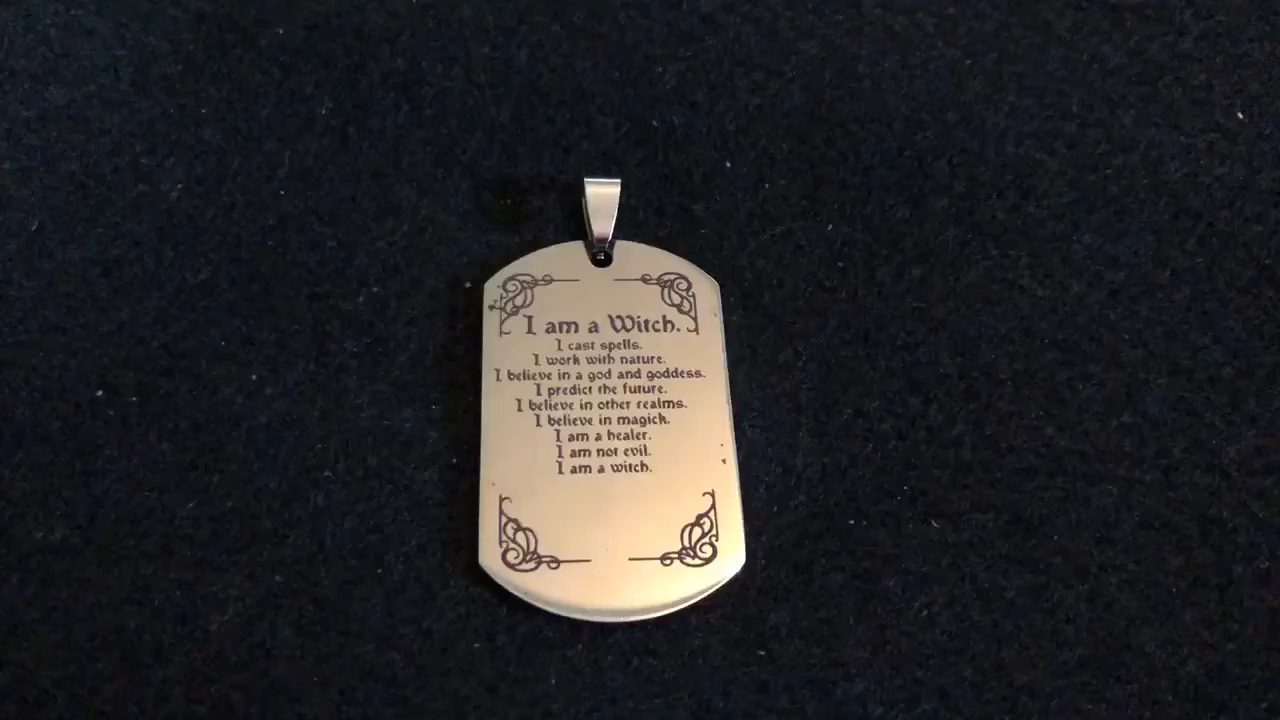 I am a Witch.
I cast spells.
I work with nature.
I believe in a god and goddess.
I predict the future.
I believe in other realms.
I believe in magick.
I am a healer.
I am not evil.
I am a witch.